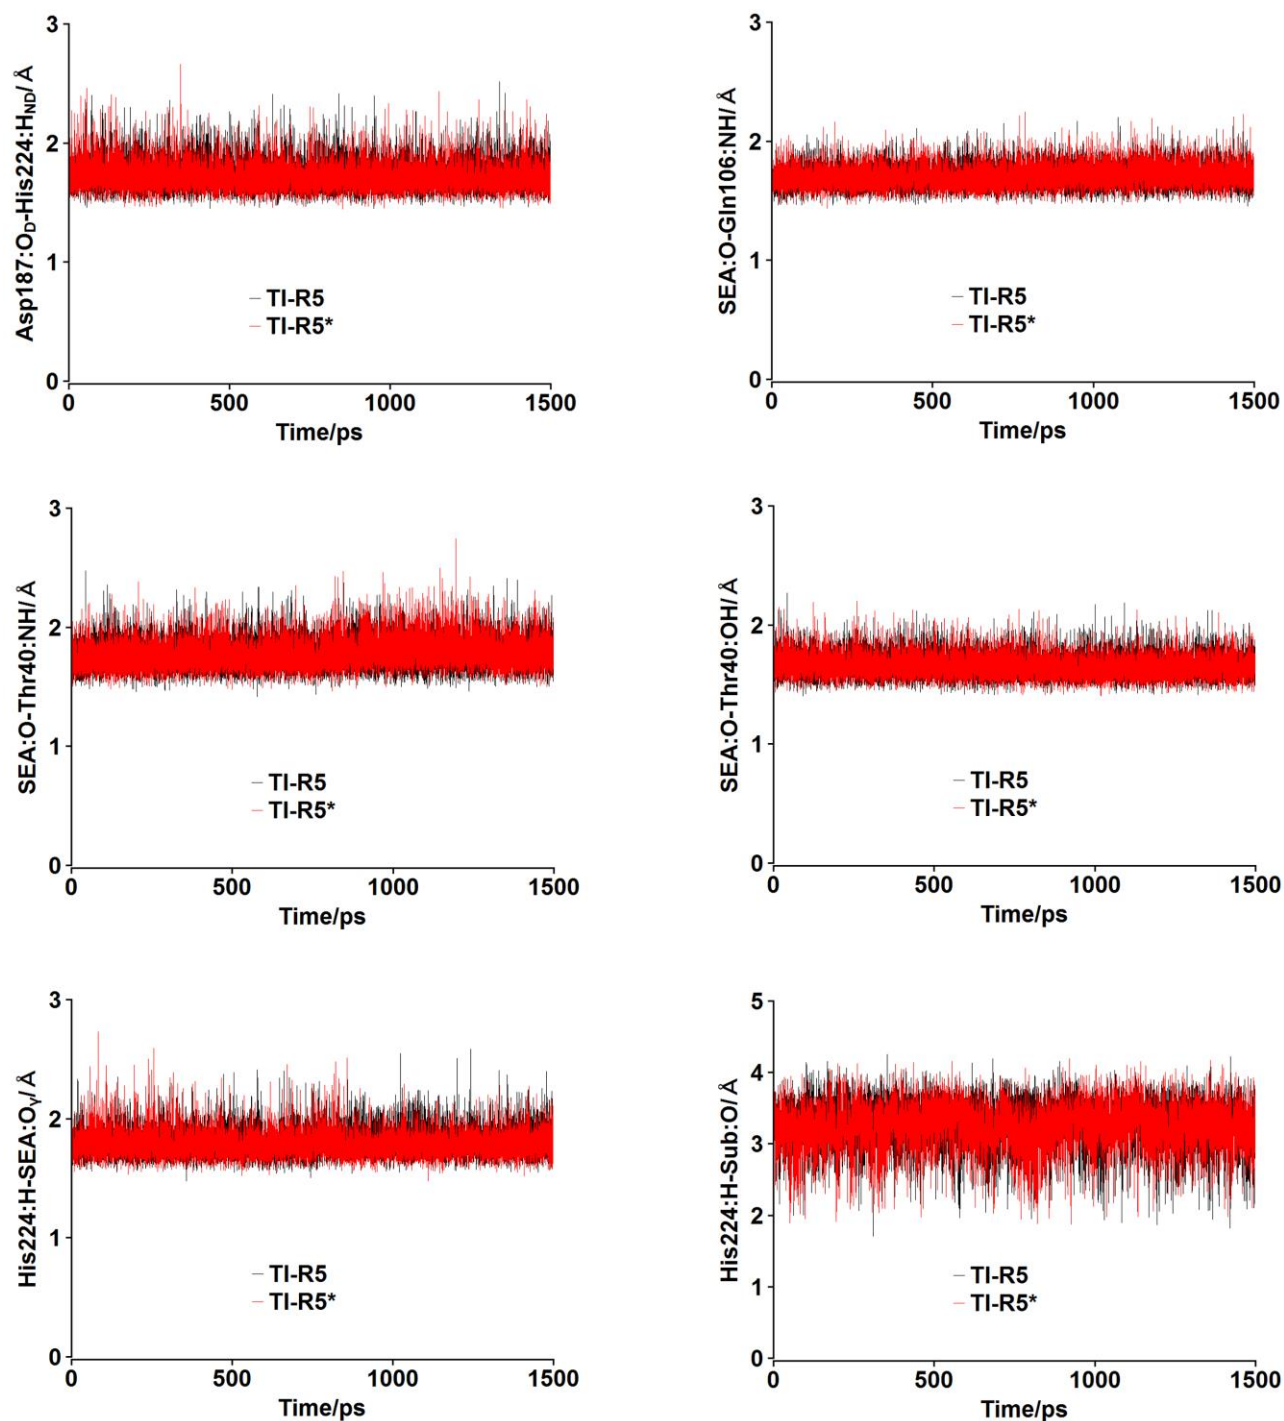 Asp187:O_D-His224:H_ND/Å
3
2
1
0
0 500 1000 1500
Time/ps
TI-R5
TI-R5*
SEA:O-Gln106:NH/Å
3
2
1
0
0 500 1000 1500
Time/ps
TI-R5
TI-R5*
SEA:O-Thr40:NH/Å
3
2
1
0
0 500 1000 1500
Time/ps
TI-R5
TI-R5*
SEA:O-Thr40:OH/Å
3
2
1
0
0 500 1000 1500
Time/ps
TI-R5
TI-R5*
His224:H-SEA:Oγ/Å
3
2
1
0
0 500 1000 1500
Time/ps
TI-R5
TI-R5*
His224:H-Sub:O/Å
5
4
3
2
1
0
0 500 1000 1500
Time/ps
TI-R5
TI-R5*